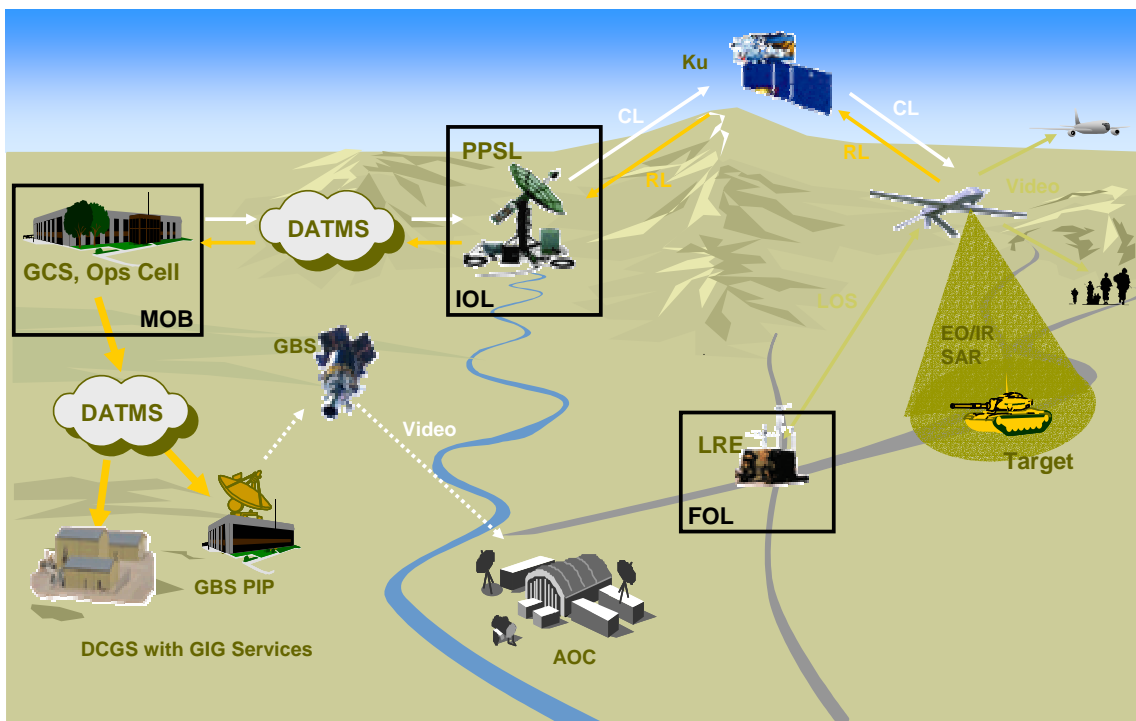 Ku
CL
CL
PPSL
RL
RL
Video
DATMS
GCS, Ops Cell
IOL
MOB
LOS
GBS
EO/IR
SAR
DATMS
Video
LRE
Target
FOL
GBS PIP
DCGS with GIG Services
AOC